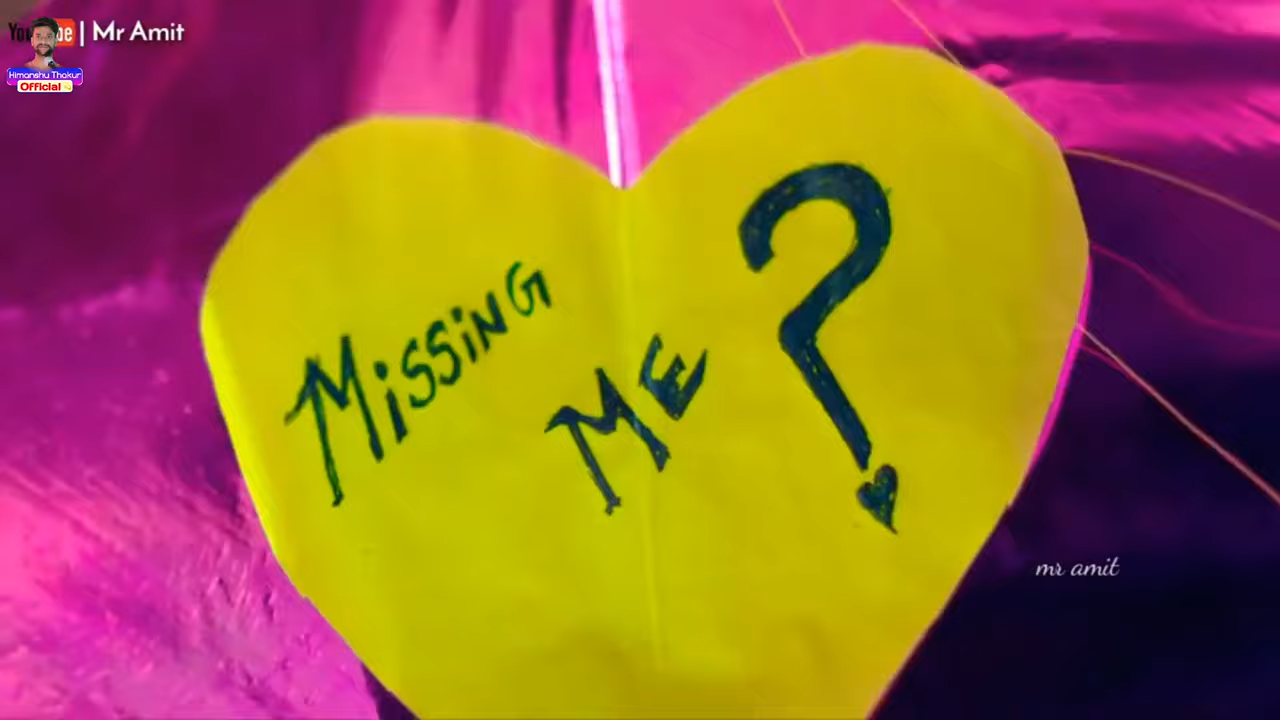 YouTube | Mr Amit
Himanshu Thakur
Official
MiSSiNG
ME ?
mr amit